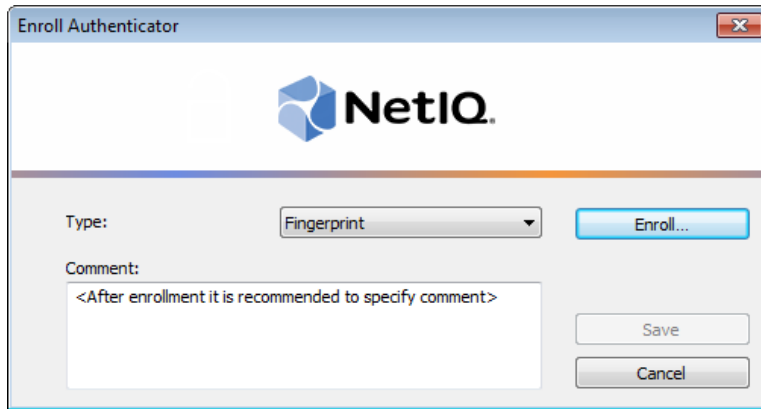 Enroll Authenticator
NetIQ.
Type:
Fingerprint
Enroll...
Comment:
<After enrollment it is recommended to specify comment>
Save
Cancel